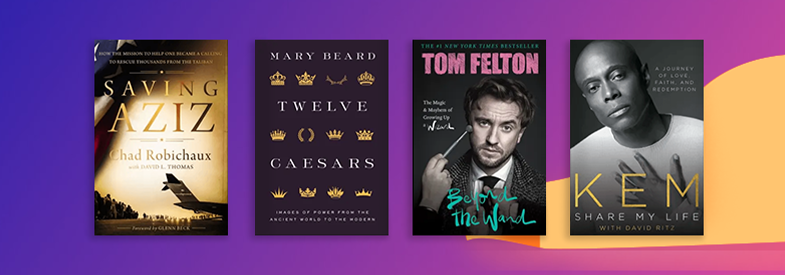 HOW THE MISSION TO HELP ONE BECAME A CALLING
TO RESCUE THOUSANDS FROM THE TALIBAN
SAVING
AZIZ
Chad Robichaux
with DAVID L. THOMAS
Foreword by GLENN BECK
MARY BEARD
TWELVE
CAESARS
IMAGES OF POWER FROM THE
ANCIENT WORLD TO THE MODERN
THE #1 NEW YORK TIMES BESTSELLER
TOM FELTON
The Magic
& Mayhem of
Growing Up
a Wizard
Beyond
the Wand
A JOURNEY
OF LOVE,
FAITH, AND
REDEMPTION
KEM
SHARE MY LIFE
WITH DAVID RITZ